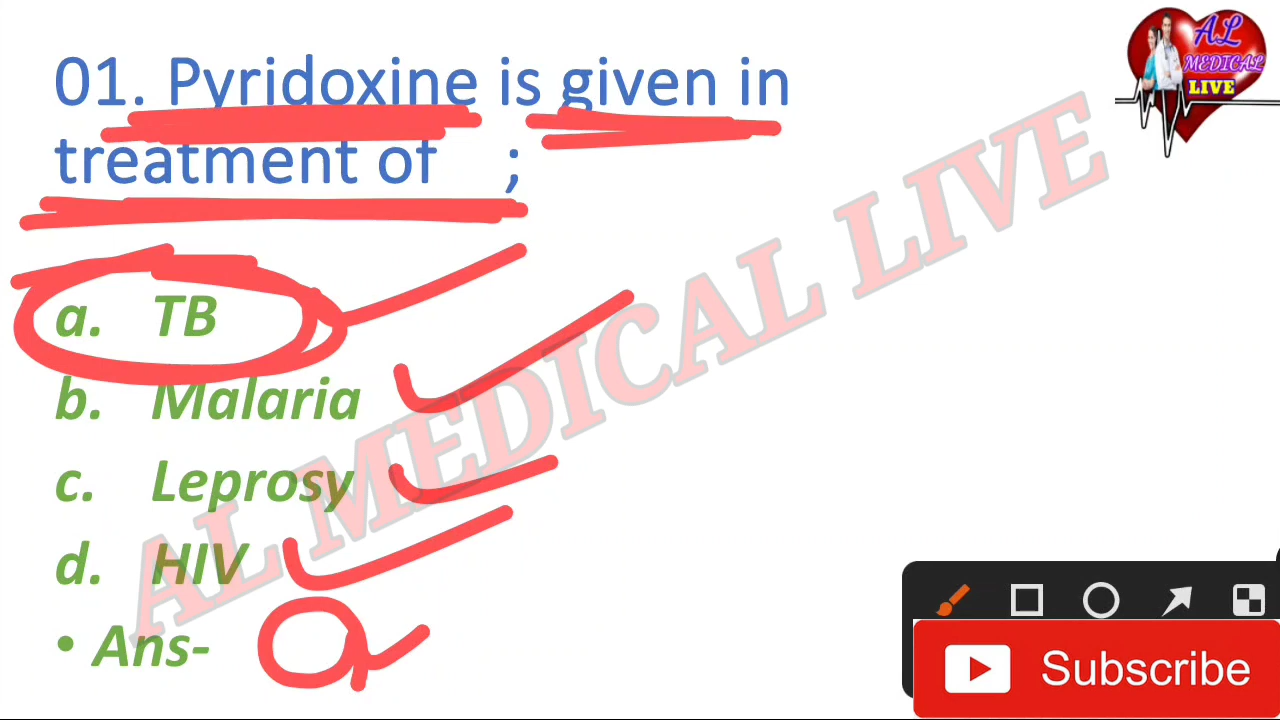 01. Pyridoxine is given in
treatment of ;
a. TB
b. Malaria
c. Leprosy
d. HIV
• Ans- a
AL MEDICAL LIVE
AL
MEDICAL
LIVE
Subscribe